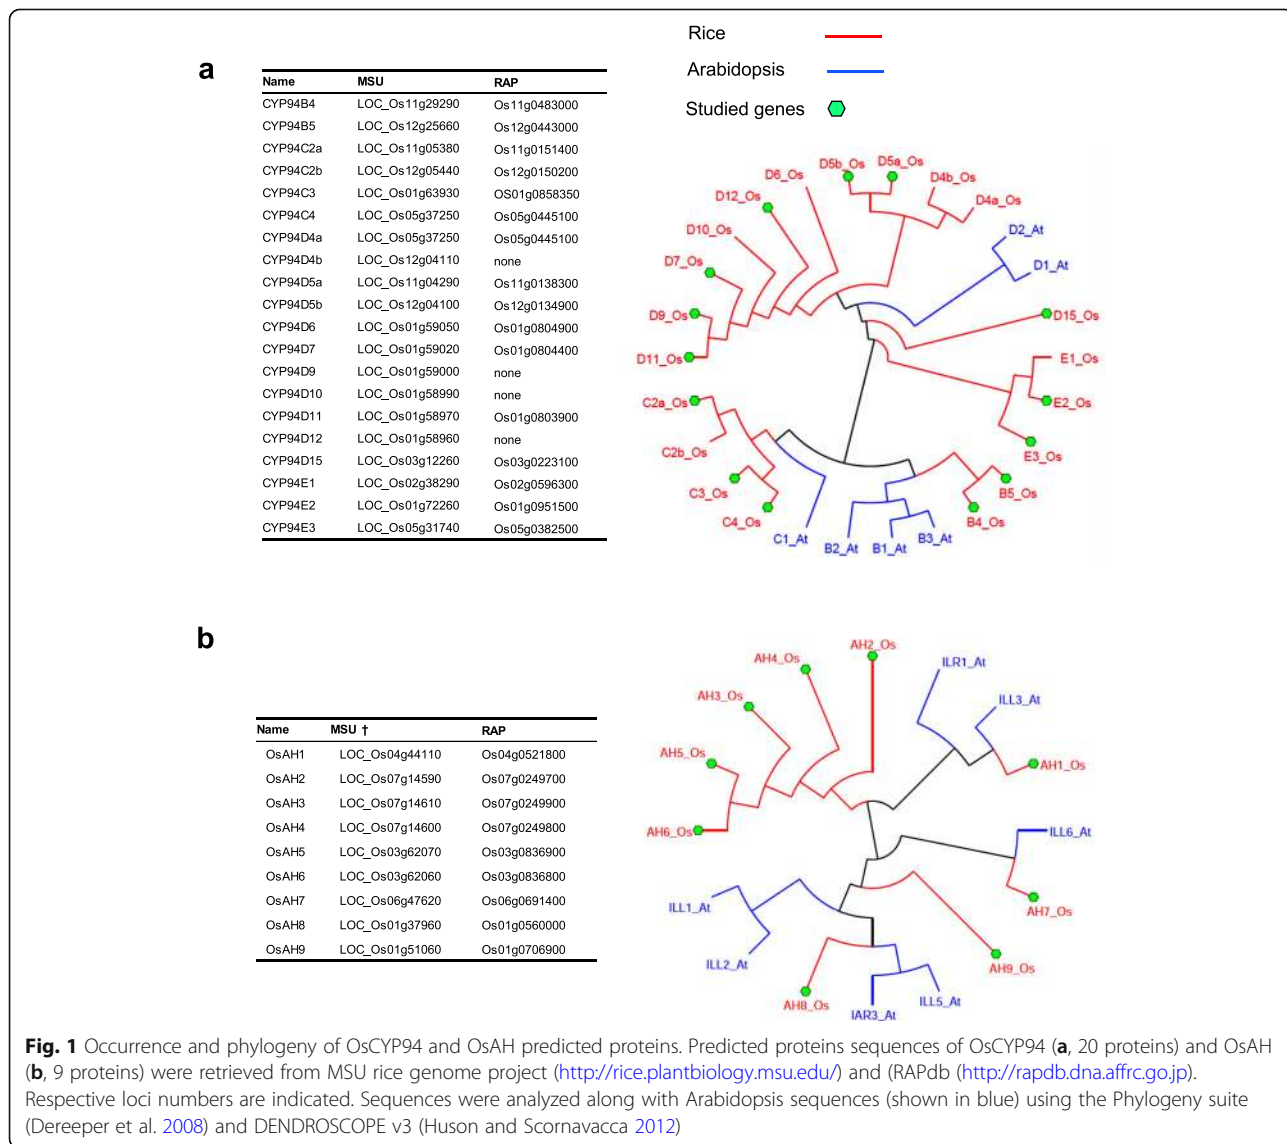 Rice
Arabidopsis
Studied genes
a
Name MSU RAP
CYP94B4 LOC_Os11g29290 Os11g0483000
CYP94B5 LOC_Os12g25660 Os12g0443000
CYP94C2a LOC_Os11g05380 Os11g0151400
CYP94C2b LOC_Os12g05440 Os12g0150200
CYP94C3 LOC_Os01g63930 OS01g0858350
CYP94C4 LOC_Os05g37250 Os05g0445100
CYP94D4a LOC_Os05g37250 Os05g0445100
CYP94D4b LOC_Os12g04110 none
CYP94D5a LOC_Os11g04290 Os11g0138300
CYP94D5b LOC_Os12g04100 Os12g0134900
CYP94D6 LOC_Os01g59050 Os01g0804900
CYP94D7 LOC_Os01g59020 Os01g0804400
CYP94D9 LOC_Os01g59000 none
CYP94D10 LOC_Os01g58990 none
CYP94D11 LOC_Os01g58970 Os01g0803900
CYP94D12 LOC_Os01g58960 none
CYP94D15 LOC_Os03g12260 Os03g0223100
CYP94E1 LOC_Os02g38290 Os02g0596300
CYP94E2 LOC_Os01g72260 Os01g0951500
CYP94E3 LOC_Os05g31740 Os05g0382500
D5b_Os
D5a_Os
D6_Os
D4b_Os
D12_Os
D4a_Os
D10_Os
D2_At
D7_Os
D1_At
D9_Os
D15_Os
D11_Os
E1_Os
C2a_Os
E2_Os
C2b_Os
E3_Os
C3_Os
B5_Os
C4_Os
B4_Os
C1_At
B2_At
B1_At
B3_At
b
Name MSU † RAP
OsAH1 LOC_Os04g44110 Os04g0521800
OsAH2 LOC_Os07g14590 Os07g0249700
OsAH3 LOC_Os07g14610 Os07g0249900
OsAH4 LOC_Os07g14600 Os07g0249800
OsAH5 LOC_Os03g62070 Os03g0836900
OsAH6 LOC_Os03g62060 Os03g0836800
OsAH7 LOC_Os06g47620 Os06g0691400
OsAH8 LOC_Os01g37960 Os01g0560000
OsAH9 LOC_Os01g51060 Os01g0706900
AH2_Os
AH4_Os
ILR1_At
AH3_Os
ILL3_At
AH5_Os
AH1_Os
AH6_Os
ILL6_At
ILL1_At
AH7_Os
ILL2_At
AH9_Os
AH8_Os
IAR3_At
ILL5_At
Fig. 1 Occurrence and phylogeny of OsCYP94 and OsAH predicted proteins. Predicted proteins sequences of OsCYP94 (a, 20 proteins) and OsAH
(b, 9 proteins) were retrieved from MSU rice genome project (http://rice.plantbiology.msu.edu/) and (RAPdb (http://rapdb.dna.affrc.go.jp).
Respective loci numbers are indicated. Sequences were analyzed along with Arabidopsis sequences (shown in blue) using the Phylogeny suite
(Dereeper et al. 2008) and DENDROSCOPE v3 (Huson and Scornavacca 2012)